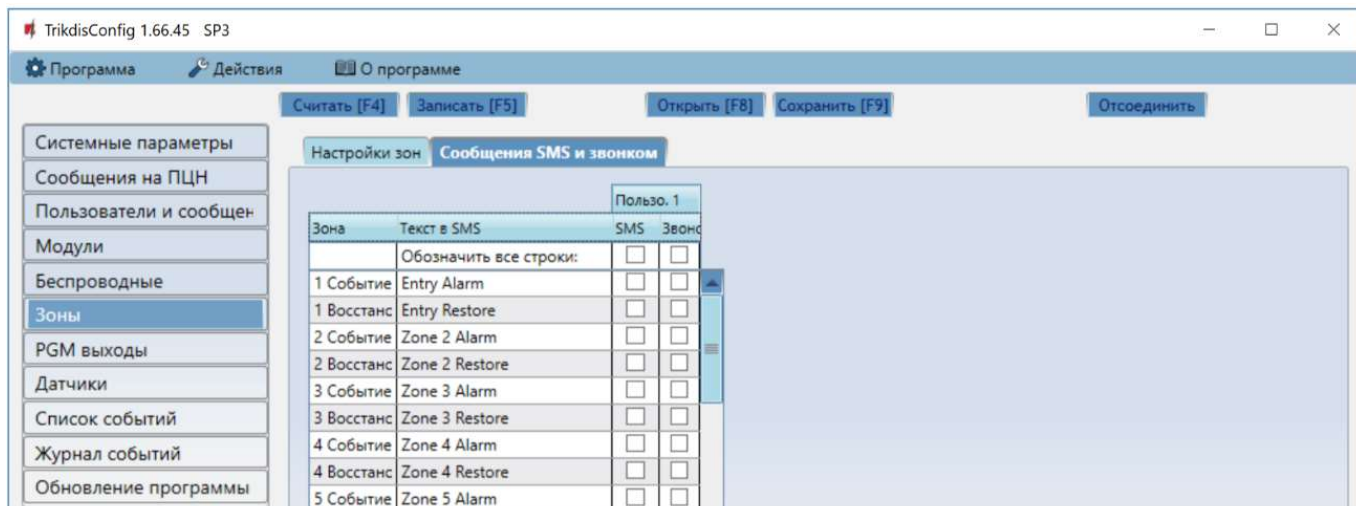 TrikdisConfig 1.66.45 SP3
Программа Действия О программе
Считать [F4] Записать [F5] Открыть [F8] Сохранить [F9] Отсоединить
Системные параметры
Сообщения на ПЦН
Пользователи и сообщен
Модули
Беспроводные
Зоны
PGM выходы
Датчики
Список событий
Журнал событий
Обновление программы
Настройки зон Сообщения SMS и звонком
Пользо. 1
Зона Текст в SMS SMS Звонс
Обозначить все строки:
1 Событие Entry Alarm
1 Восстанс Entry Restore
2 Событие Zone 2 Alarm
2 Восстанс Zone 2 Restore
3 Событие Zone 3 Alarm
3 Восстанс Zone 3 Restore
4 Событие Zone 4 Alarm
4 Восстанс Zone 4 Restore
5 Событие Zone 5 Alarm